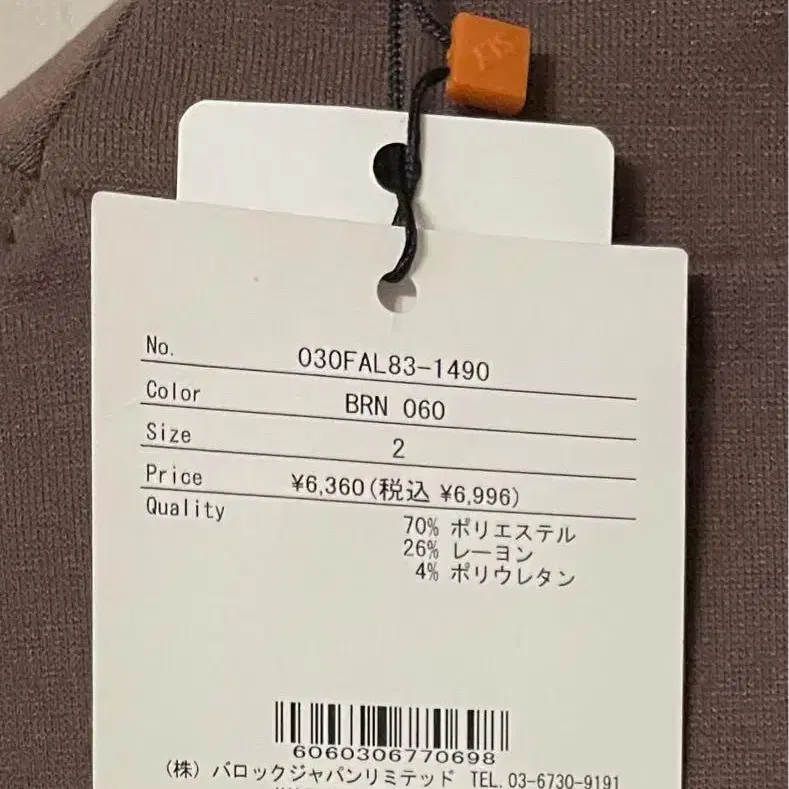 No. 030FAL83-1490
Color BRN 060
Size 2
Price ¥6,360(税込 ¥6,996)
Quality 70% ポリエステル
26% レーヨン
4% ポリウレタン
6060306770698
(株) バロックジャパンリミテッド TEL.03-6730-9191